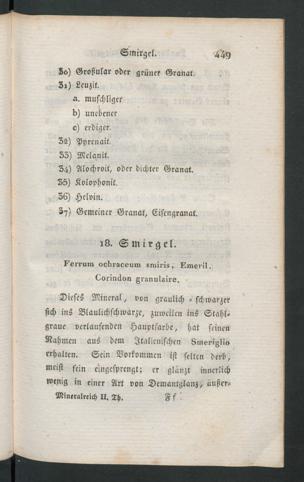 Smirgel. 449
30) Großular oder grüner Granat.
31) Leuzit.
a. muschliger
b) unebener
c) erdiger.
32) Pyrenait.
33) Melanit.
34) Alochroit, oder dichter Granat.
35) Kolophonit.
36) Helvin.
37) Gemeiner Granat, Eisengranat.
18. Smirgel.
Ferrum ochraceum smiris, Emeril,
Corindon granulaire.
Dieses Mineral, von graulich-schwarzer
sich ins Blaulichschwarze, zuweilen ins Stahl-
graue verlaufenden Hauptfarbe, hat seinen
Nahmen aus dem Italienischen Smeriglio
erhalten. Sein Vorkommen ist selten derb,
meist fein eingesprengt; er glänzt innerlich
wenig in einer Art von Demantglanz, äußer-
Mineralreich II. Th. Ff